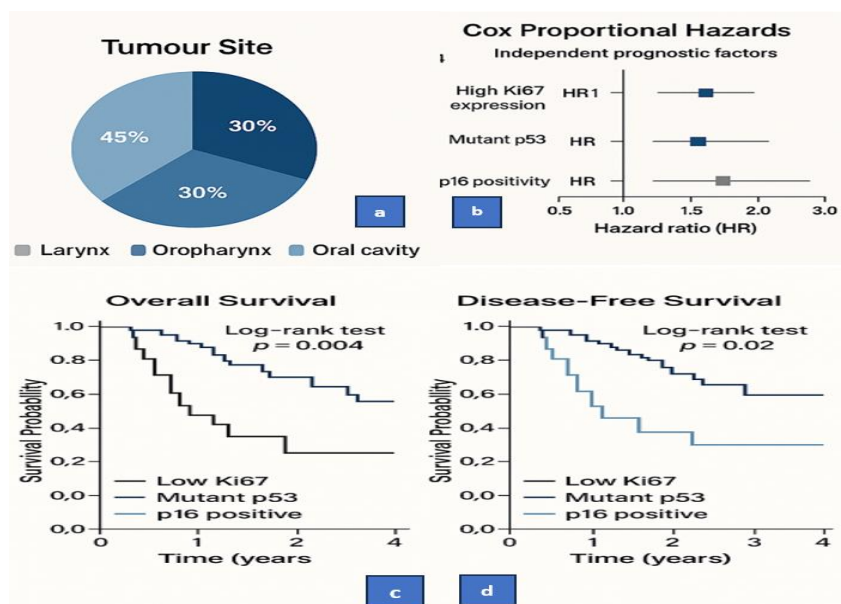 Tumour Site
45%
30%
30%
a
Larynx Oropharynx Oral cavity
Cox Proportional Hazards
Independent prognostic factors
High Ki67 HR1
expression
Mutant p53 HR
p16 positivity HR
0.5 1.0 1.5 2.0 3.0
Hazard ratio (HR)
b
Overall Survival
Log-rank test
p = 0.004
Survival Probability
1.0
0.8
0.6
0.4
0.2
0.0
0.0
Low Ki67
Mutant p53
p16 positive
0 1 2 4
Time (years
c
Disease-Free Survival
Log-rank test
p = 0.02
Survival Probability
1.0
0.8
0.6
0.4
0.2
0.0
0.0
Low Ki67
Mutant p53
p16 positive
0 1 2 3 4
Time (years)
d